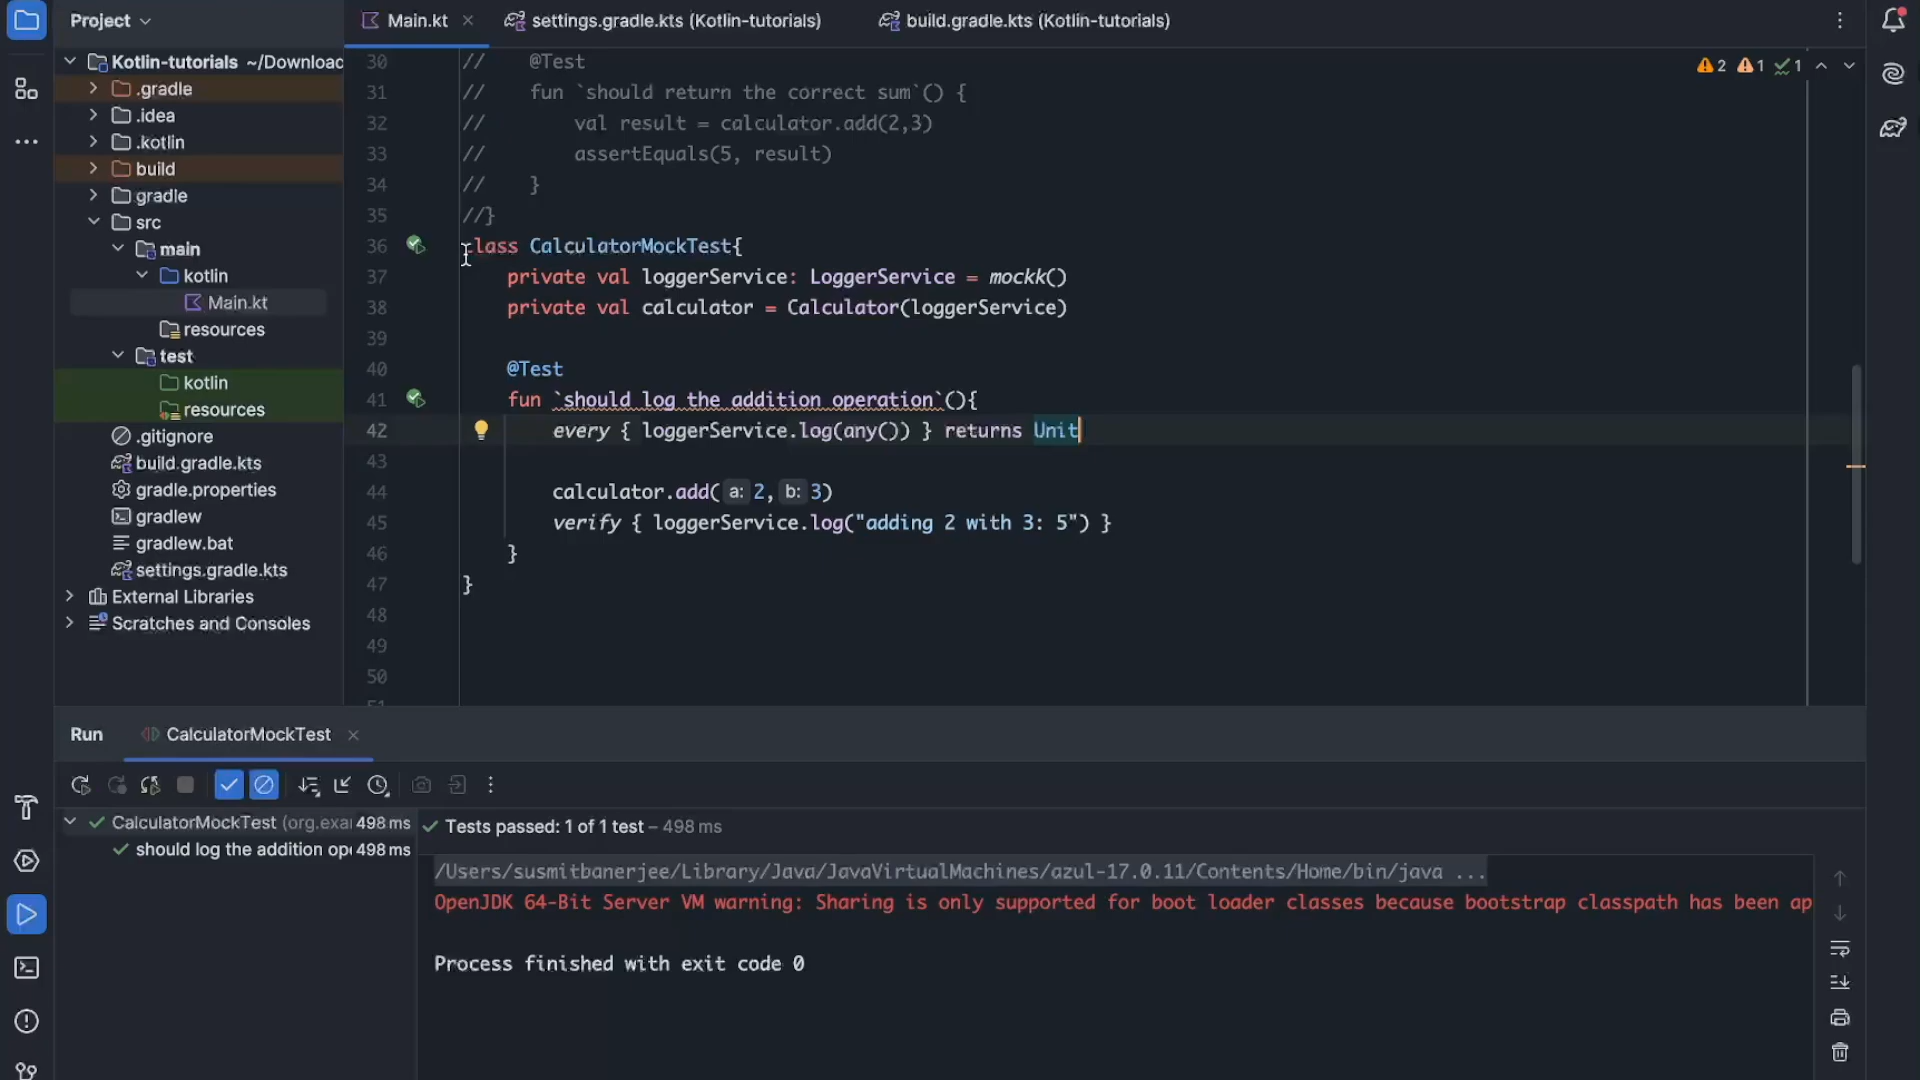 Project
Main.kt
settings.gradle.kts (Kotlin-tutorials)
build.gradle.kts (Kotlin-tutorials)
Kotlin-tutorials ~/Downloac
.gradle
.idea
.kotlin
build
gradle
src
main
kotlin
Main.kt
resources
test
kotlin
resources
.gitignore
build.gradle.kts
gradle.properties
gradlew
gradlew.bat
settings.gradle.kts
External Libraries
Scratches and Consoles
2 1 1
30 // @Test
31 // fun `should return the correct sum`() {
32 // val result = calculator.add(2,3)
33 // assertEquals(5, result)
34 // }
35 //}
36 class CalculatorMockTest{
37 private val loggerService: LoggerService = mockk()
38 private val calculator = Calculator(loggerService)
39
40 @Test
41 fun `should log the addition operation`(){
42 every { loggerService.log(any()) } returns Unit
43
44 calculator.add( a: 2, b: 3)
45 verify { loggerService.log("adding 2 with 3: 5") }
46 }
47 }
48
49
50
51
Run CalculatorMockTest
CalculatorMockTest (org.exa 498 ms
should log the addition op 498 ms
Tests passed: 1 of 1 test – 498 ms
/Users/susmitbanerjee/Library/Java/JavaVirtualMachines/azul-17.0.11/Contents/Home/bin/java ...
OpenJDK 64-Bit Server VM warning: Sharing is only supported for boot loader classes because bootstrap classpath has been ap
Process finished with exit code 0